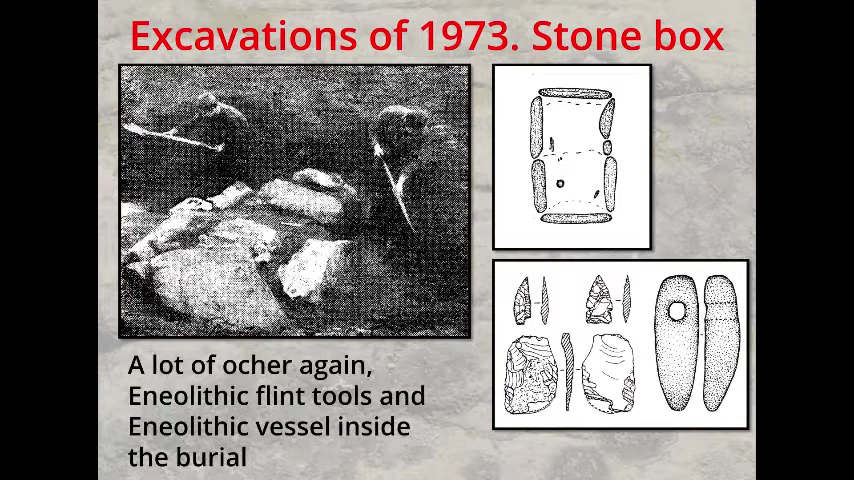 Excavations of 1973. Stone box
A lot of ocher again,
Eneolithic flint tools and
Eneolithic vessel inside
the burial